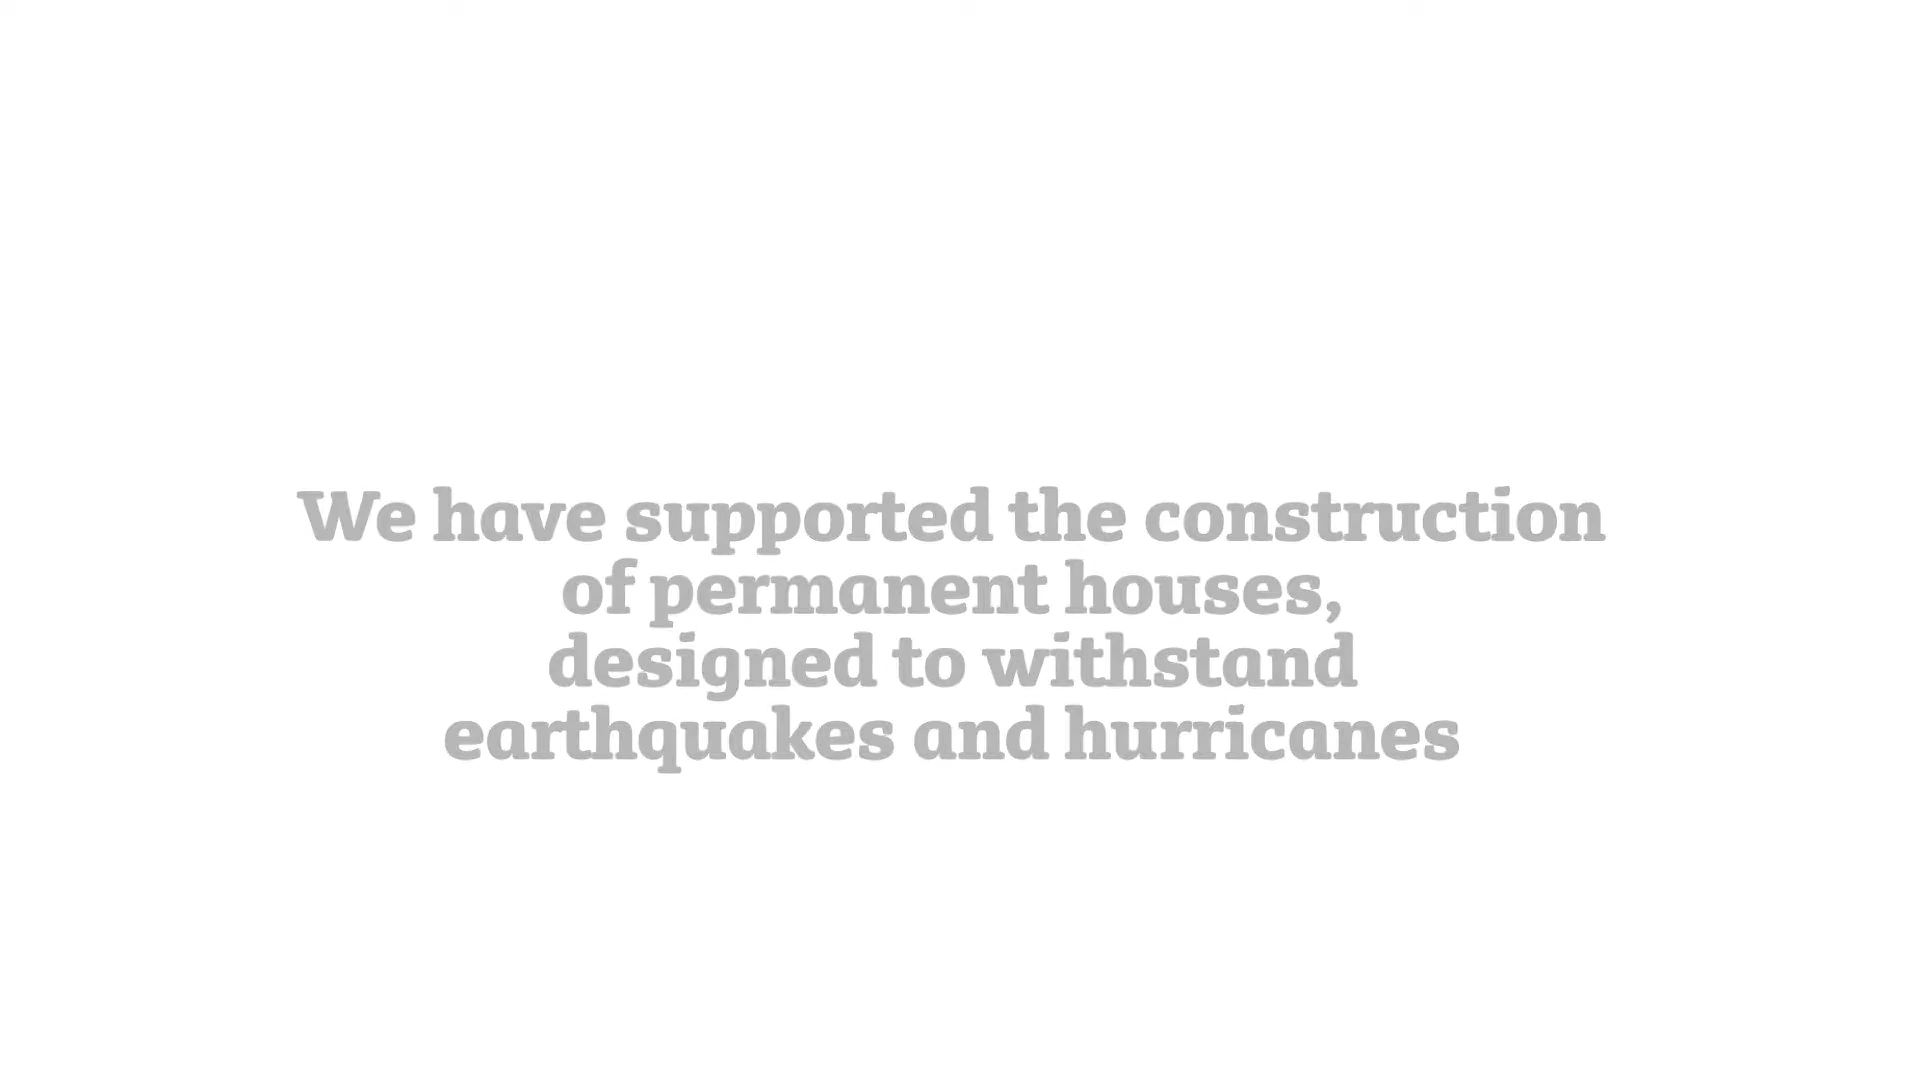 We have supported the construction
of permanent houses,
designed to withstand
earthquakes and hurricanes